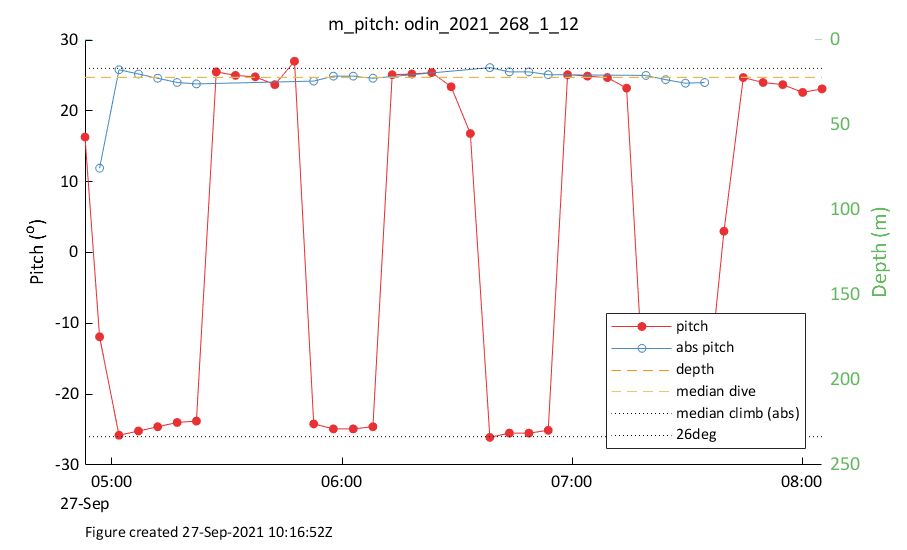 m_pitch: odin_2021_268_1_12
30
20
10
0
-10
-20
-30
Pitch (°)
0
50
100
150
200
250
Depth (m)
pitch
abs pitch
depth
median dive
median climb (abs)
26deg
05:00
06:00
07:00
08:00
27-Sep
Figure created 27-Sep-2021 10:16:52Z